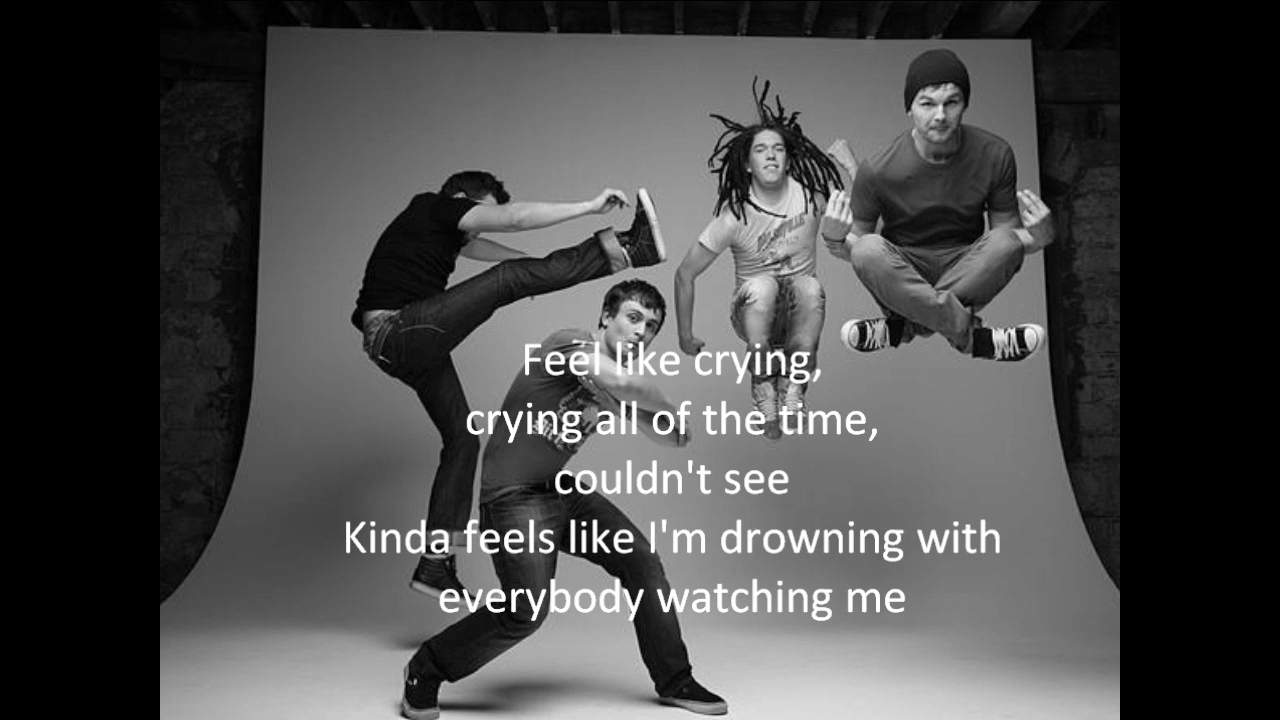 Feel like crying,
crying all of the time,
couldn't see
Kinda feels like I'm drowning with
everybody watching me